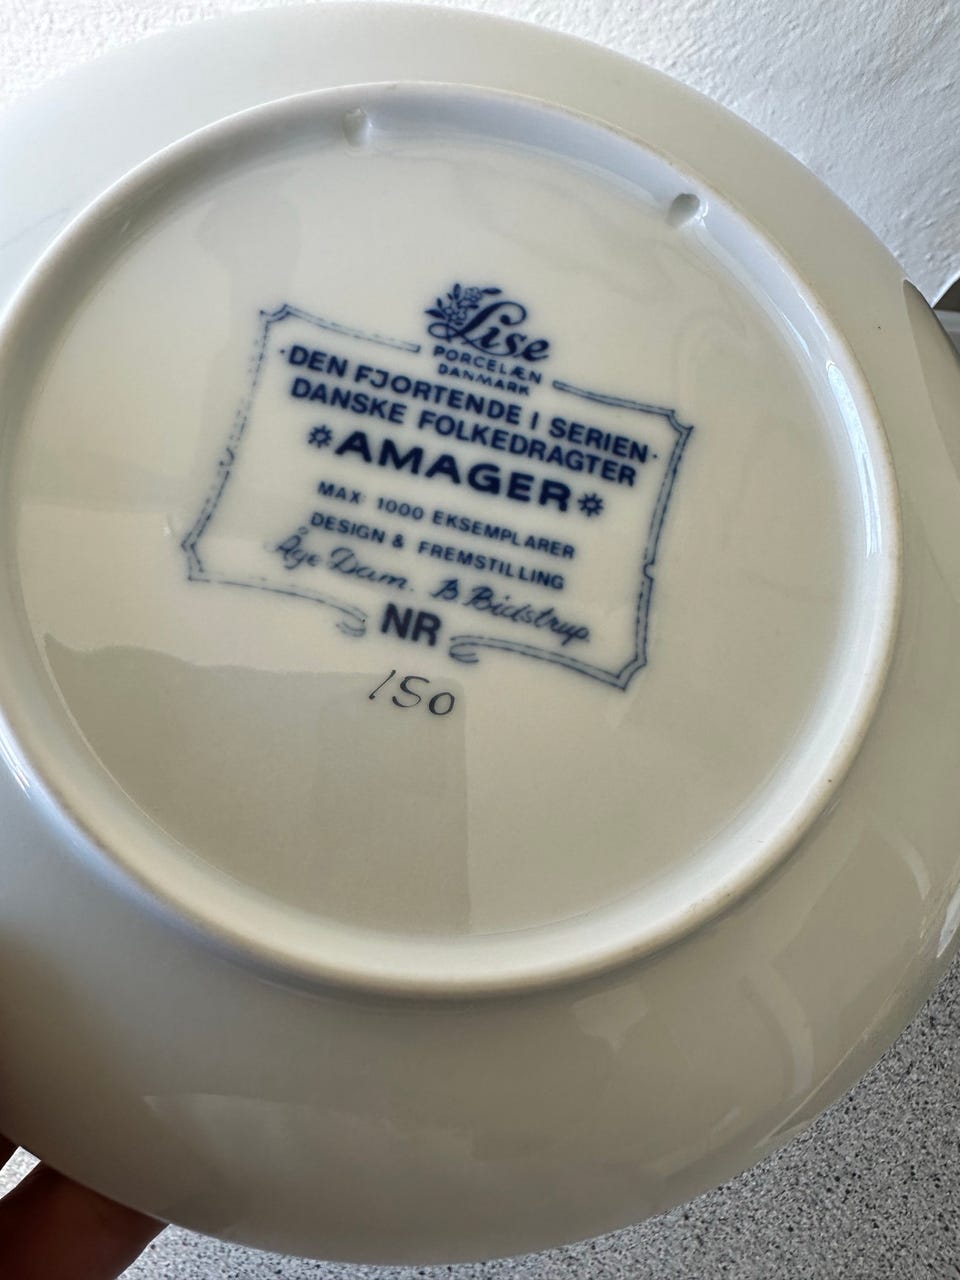 Lise
PORCELÆN
DANMARK
·DEN FJORTENDE I SERIEN·
DANSKE FOLKEDRAGTER
AMAGER
MAX 1000 EKSEMPLARER
DESIGN & FREMSTILLING
Åge Dam. B Bidstrup
NR
150